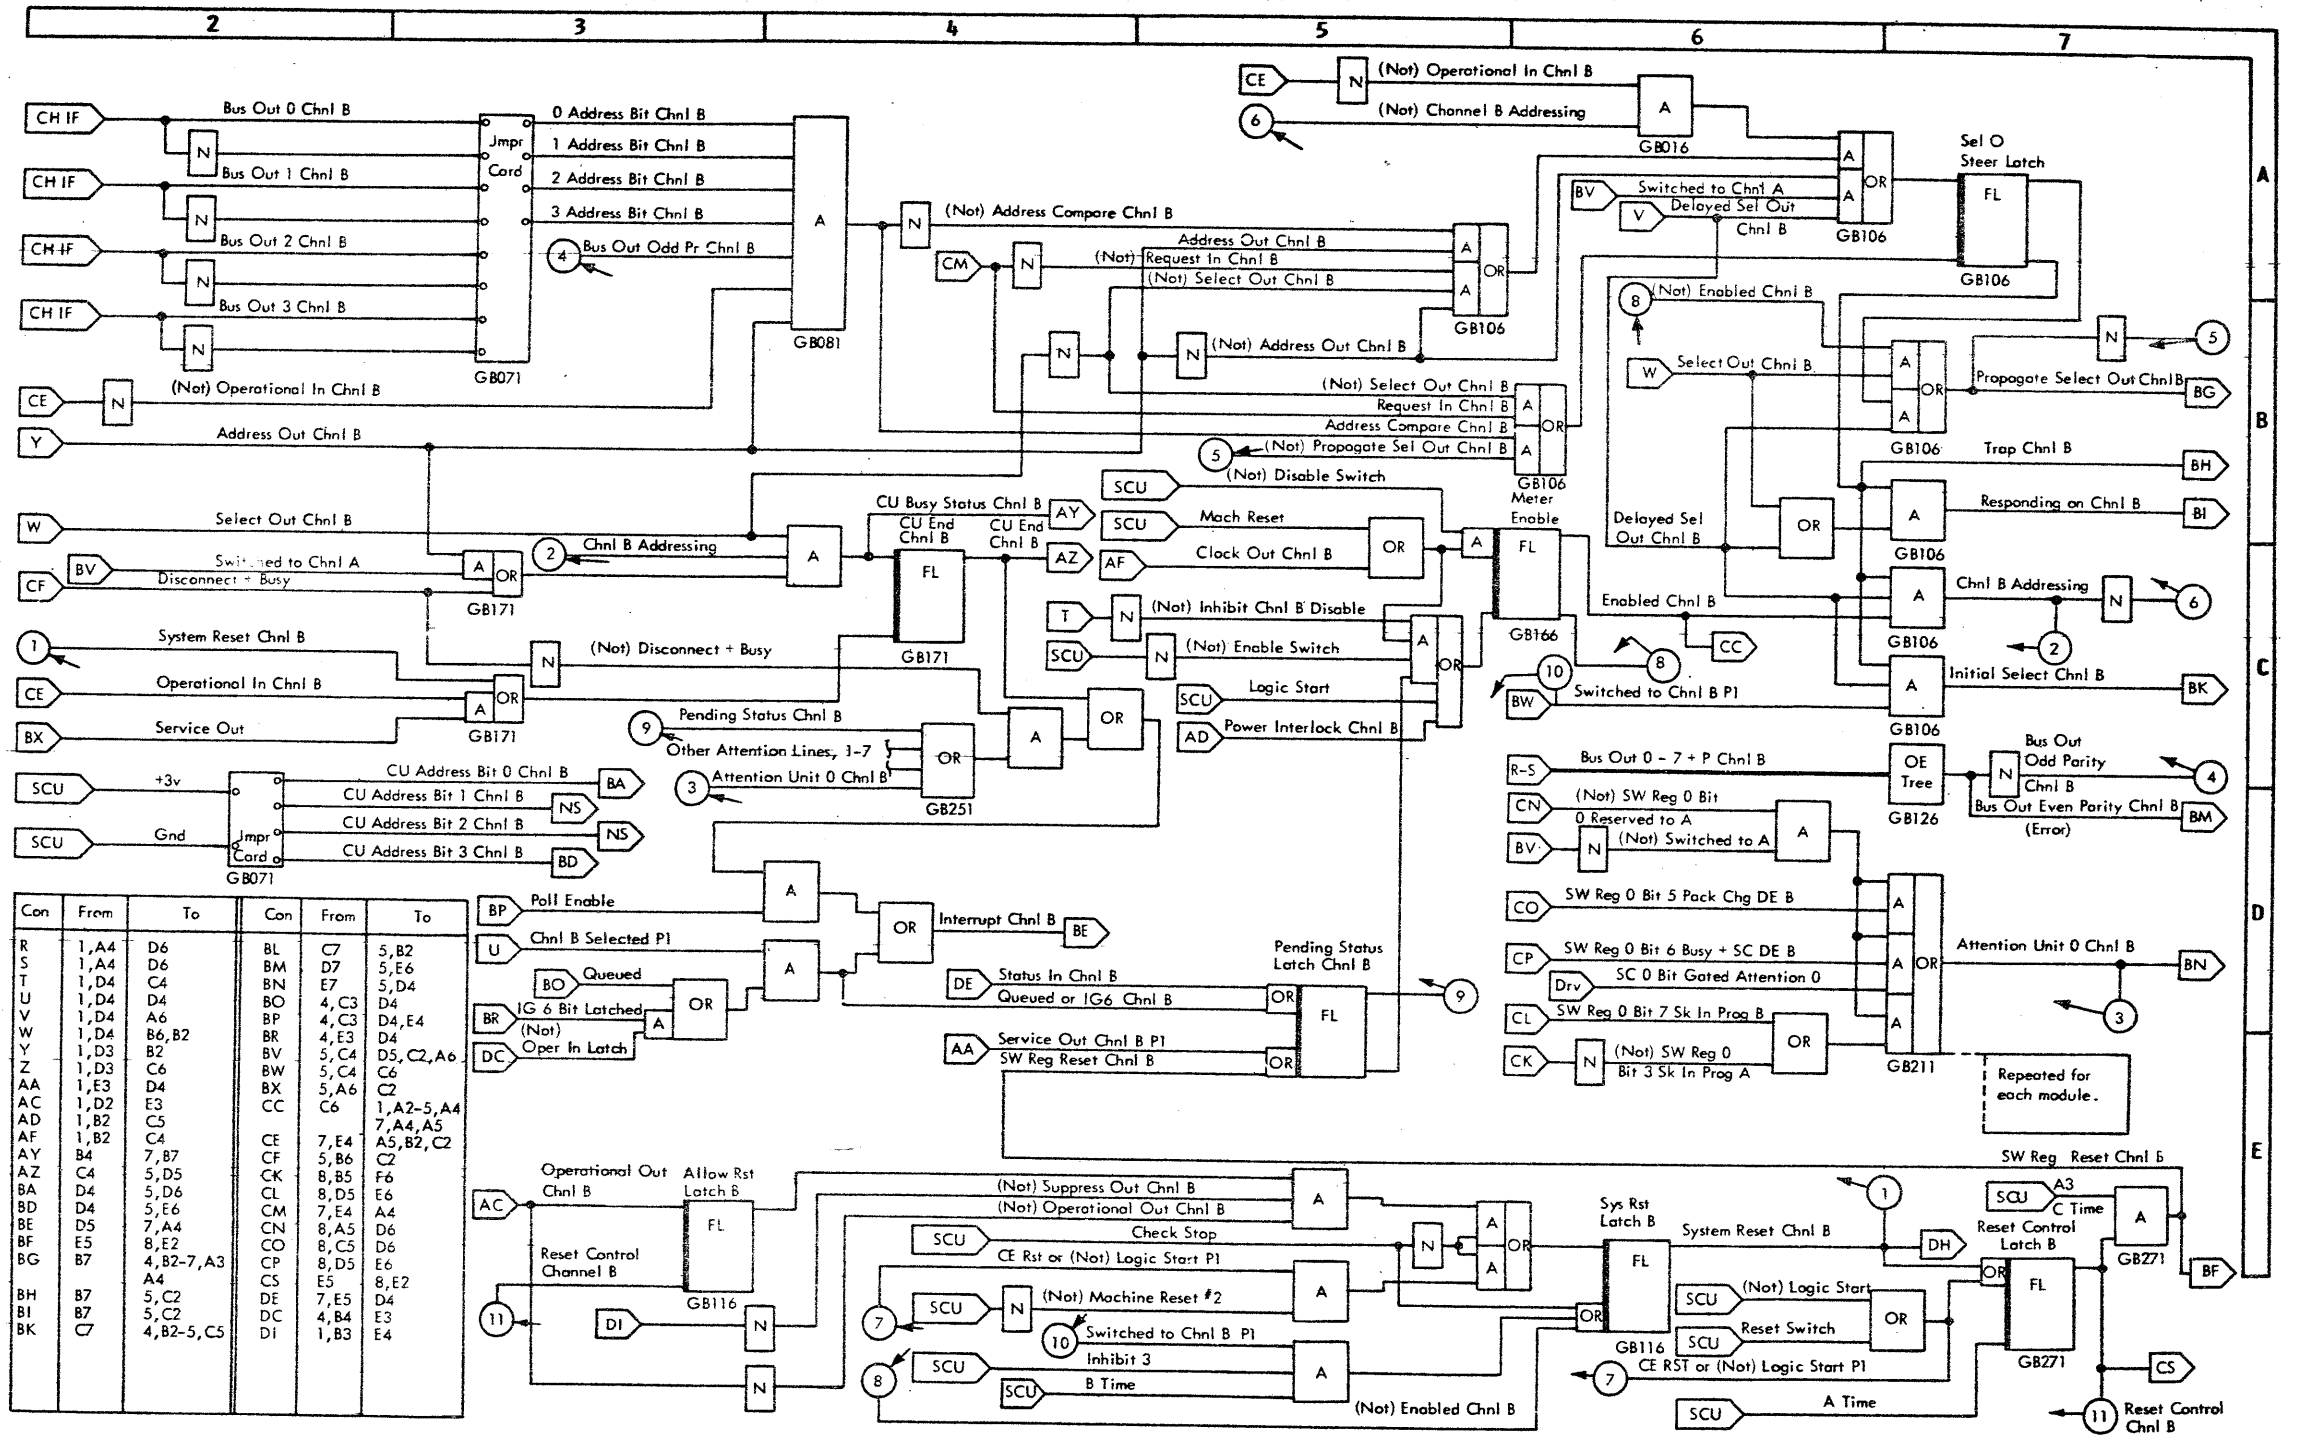 2 3 4 5 6 7
A
B
C
D
E
CH IF
Bus Out 0 Chnl B
N
CH IF
Bus Out 1 Chnl B
N
CH IF
Bus Out 2 Chnl B
N
CH IF
Bus Out 3 Chnl B
N
Jmpr
Card
GB071
0 Address Bit Chnl B
1 Address Bit Chnl B
2 Address Bit Chnl B
3 Address Bit Chnl B
4
Bus Out Odd Pr Chnl B
A
GB081
CE
N
(Not) Operational In Chnl B
Y
Address Out Chnl B
W
Select Out Chnl B
BV
Switched to Chnl A
CF
Disconnect + Busy
A
OR
GB171
2
Chnl B Addressing
A
CU Busy Status Chnl B
AY
CU End
Chnl B
FL
GB171
CU End
Chnl B
AZ
1
System Reset Chnl B
N
(Not) Disconnect + Busy
CE
Operational In Chnl B
BX
Service Out
A
OR
GB171
9
Pending Status Chnl B
Other Attention Lines, 1-7
3
Attention Unit 0 Chnl B
OR
GB251
A
OR
SCU
+3v
SCU
Gnd
Jmpr
Card
GB071
CU Address Bit 0 Chnl B
BA
CU Address Bit 1 Chnl B
NS
CU Address Bit 2 Chnl B
NS
CU Address Bit 3 Chnl B
BD
CE
N
(Not) Operational In Chnl B
6
(Not) Channel B Addressing
A
GB016
N
(Not) Address Compare Chnl B
Address Out Chnl B
CM
N
(Not) Request In Chnl B
(Not) Select Out Chnl B
A
A
OR
GB106
N
N
(Not) Address Out Chnl B
(Not) Select Out Chnl B
Request In Chnl B
Address Compare Chnl B
5
(Not) Propagate Sel Out Chnl B
A
A
OR
GB106
BV
Switched to Chnl A
V
Delayed Sel Out
Chnl B
A
A
OR
GB106
Sel O
Steer Latch
FL
GB106
8
(Not) Enabled Chnl B
W
Select Out Chnl B
A
A
OR
GB106
N
5
Propagate Select Out Chnl B
BG
Trap Chnl B
BH
Delayed Sel
Out Chnl B
OR
A
GB106
Responding on Chnl B
BI
A
GB106
Chnl B Addressing
N
6
2
A
GB106
Initial Select Chnl B
BK
SCU
(Not) Disable Switch
SCU
Mach Reset
AF
Clock Out Chnl B
OR
Meter
Enable
A
FL
GB166
T
N
(Not) Inhibit Chnl B Disable
SCU
N
(Not) Enable Switch
SCU
Logic Start
AD
Power Interlock Chnl B
A
OR
Enabled Chnl B
CC
8
10
BW
Switched to Chnl B P1
R-S
Bus Out 0 - 7 + P Chnl B
OE
Tree
GB126
N
Bus Out
Odd Parity
Chnl B
4
Bus Out Even Parity Chnl B
(Error)
BM
CN
(Not) SW Reg 0 Bit
0 Reserved to A
BV
N
(Not) Switched to A
A
CO
SW Reg 0 Bit 5 Pack Chg DE B
CP
SW Reg 0 Bit 6 Busy + SC DE B
Drv
SC 0 Bit Gated Attention 0
CL
SW Reg 0 Bit 7 Sk In Prog B
CK
N
(Not) SW Reg 0
Bit 3 Sk In Prog A
OR
A
A
A
OR
GB211
Attention Unit 0 Chnl B
BN
3
Repeated for
each module.
BP
Poll Enable
A
U
Chnl B Selected P1
A
OR
Interrupt Chnl B
BE
BO
Queued
BR
IG 6 Bit Latched
DC
(Not)
Oper In Latch
A
OR
Pending Status
Latch Chnl B
DE
Status In Chnl B
Queued or IG6 Chnl B
OR
AA
Service Out Chnl B P1
SW Reg Reset Chnl B
OR
FL
9
Con From To Con From To
R 1,A4 D6 BL C7 5,B2
S 1,A4 D6 BM D7 5,E6
T 1,D4 C4 BN E7 5,D4
U 1,D4 D4 BO 4,C3 D4
V 1,D4 A6 BP 4,C3 D4,E4
W 1,D4 B6,B2 BR 4,E3 D4
Y 1,D3 B2 BV 5,C4 D5,C2,A6
Z 1,D3 C6 BW 5,C4 C6
AA 1,E3 D4 BX 5,A6 C2
AC 1,D2 E3 CC C6 1,A2-5,A4
AD 1,B2 C5 7,A4,A5
AF 1,B2 C4 CE 7,E4 A5,B2,C2
AY B4 7,B7 CF 5,B6 C2
AZ C4 5,D5 CK 8,B5 F6
BA D4 5,D6 CL 8,D5 E6
BD D4 5,E6 CM 7,E4 A4
BE D5 7,A4 CN 8,A5 D6
BF E5 8,E2 CO 8,C5 D6
BG B7 4,B2-7,A3 CP 8,D5 E6
A4 CS E5 8,E2
BH B7 5,C2 DE 7,E5 D4
BI B7 5,C2 DC 4,B4 E3
BK C7 4,B2-5,C5 DI 1,B3 E4
AC
Operational Out
Chnl B
Allow Rst
Latch B
FL
GB116
Reset Control
Channel B
11
DI
N
N
(Not) Suppress Out Chnl B
(Not) Operational Out Chnl B
A
SCU
Check Stop
N
CE Rst or (Not) Logic Start P1
7
SCU
N
(Not) Machine Reset #2
A
10
Switched to Chnl B P1
SCU
Inhibit 3
SCU
B Time
A
8
(Not) Enabled Chnl B
A
A
OR
Sys Rst
Latch B
FL
OR
GB116
System Reset Chnl B
1
DH
SW Reg Reset Chnl B
SCU
A3
C Time
A
GB271
BF
Reset Control
Latch B
OR
FL
GB271
SCU
(Not) Logic Start
SCU
Reset Switch
OR
7
CE RST or (Not) Logic Start P1
SCU
A Time
CS
11
Reset Control
Chnl B